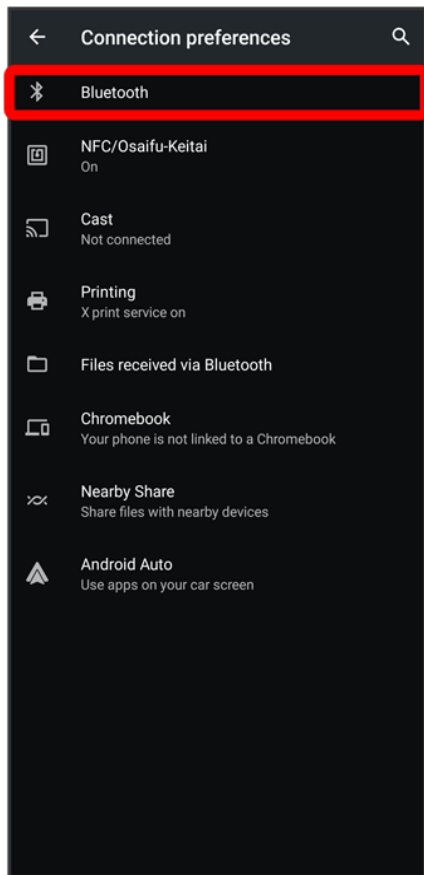 Connection preferences
Bluetooth
NFC/Osaifu-Keitai
On
Cast
Not connected
Printing
X print service on
Files received via Bluetooth
Chromebook
Your phone is not linked to a Chromebook
Nearby Share
Share files with nearby devices
Android Auto
Use apps on your car screen